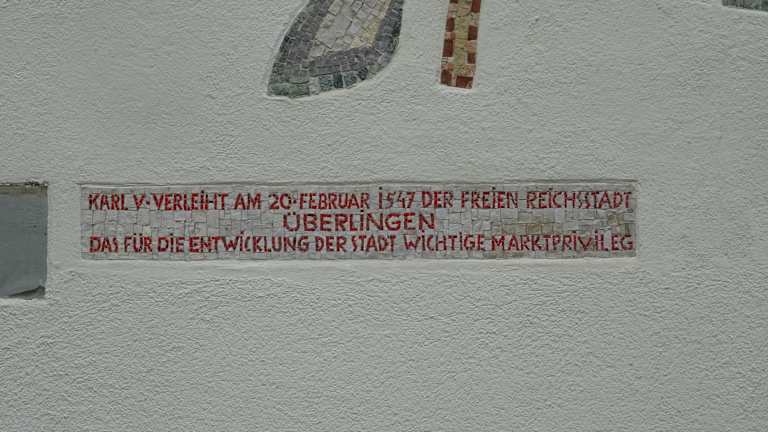 KARL V· VERLEIHT AM 20·FEBRUAR 1547 DER FREIEN REICHSSTADT
ÜBERLINGEN
DAS FÜR DIE ENTWICKLUNG DER STADT WICHTIGE MARKTPRIVILEG